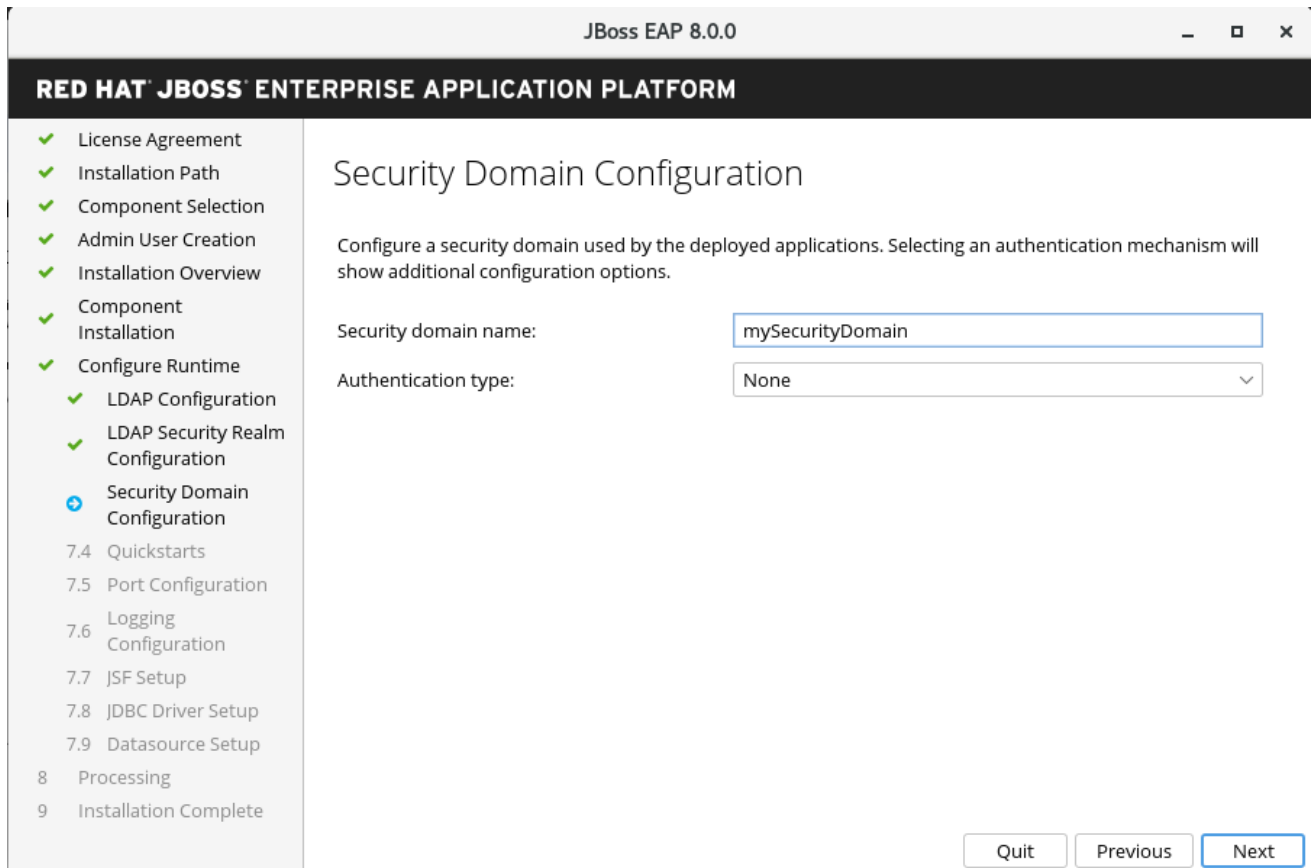 JBoss EAP 8.0.0
RED HAT JBOSS ENTERPRISE APPLICATION PLATFORM
License Agreement
Installation Path
Component Selection
Admin User Creation
Installation Overview
Component
Installation
Configure Runtime
LDAP Configuration
LDAP Security Realm
Configuration
Security Domain
Configuration
7.4 Quickstarts
7.5 Port Configuration
7.6 Logging
Configuration
7.7 JSF Setup
7.8 JDBC Driver Setup
7.9 Datasource Setup
8 Processing
9 Installation Complete
Security Domain Configuration
Configure a security domain used by the deployed applications. Selecting an authentication mechanism will
show additional configuration options.
Security domain name: mySecurityDomain
Authentication type: None
Quit Previous Next